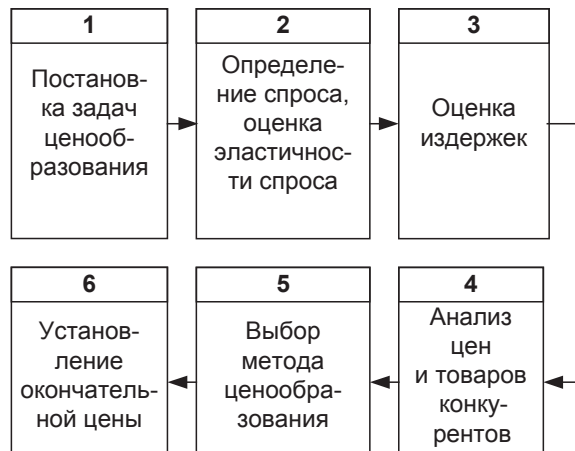 1
Постанов-
ка задач
ценооб-
разования
2
Определе-
ние спроса,
оценка
эластичнос-
ти спроса
3
Оценка
издержек
4
Анализ
цен
и товаров
конку-
рентов
5
Выбор
метода
ценообра-
зования
6
Установ-
ление
окончатель-
ной цены